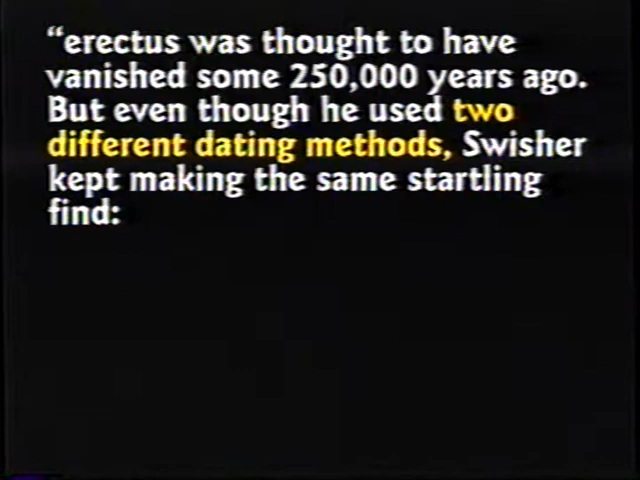 “erectus was thought to have
vanished some 250,000 years ago.
But even though he used two
different dating methods, Swisher
kept making the same startling
find: